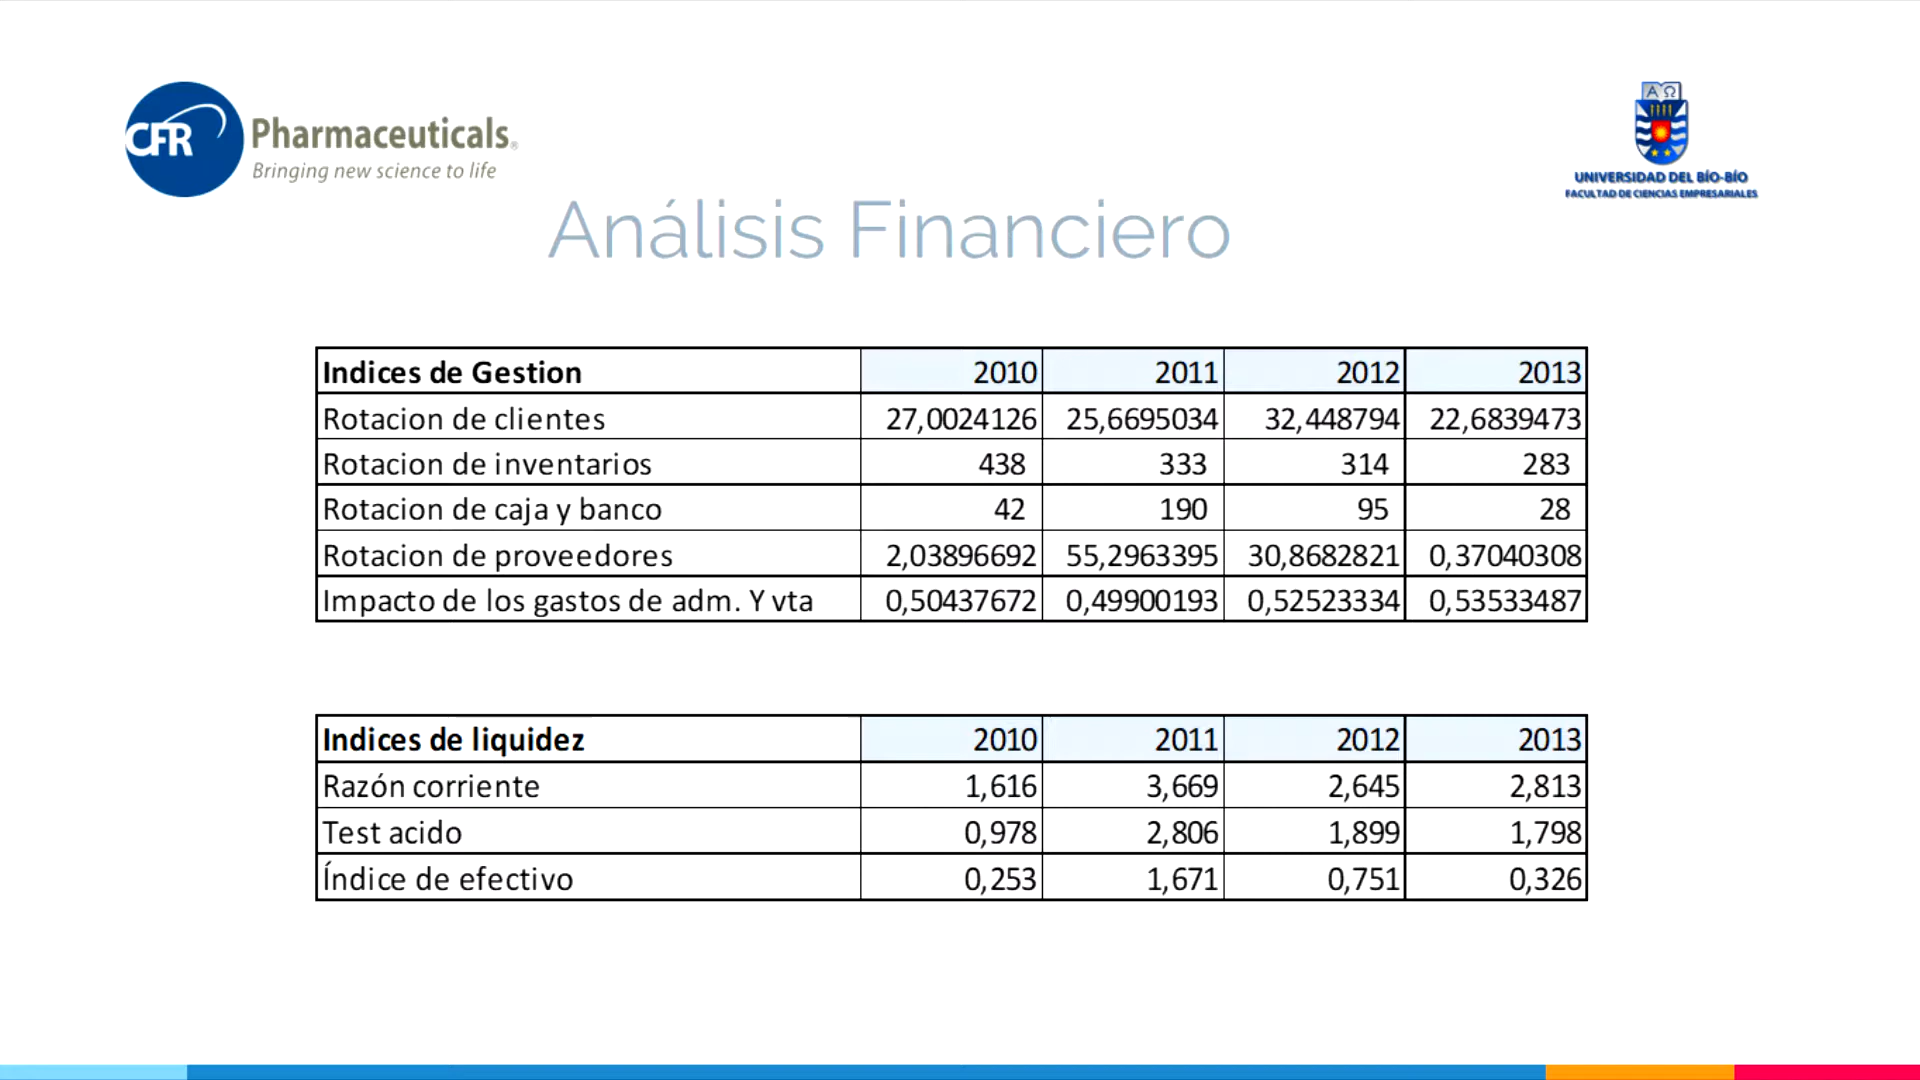 CFR Pharmaceuticals®
Bringing new science to life
ΑΩ
UNIVERSIDAD DEL BÍO-BÍO
FACULTAD DE CIENCIAS EMPRESARIALES
Análisis Financiero
Indices de Gestion 2010 2011 2012 2013
Rotacion de clientes 27,0024126 25,6695034 32,448794 22,6839473
Rotacion de inventarios 438 333 314 283
Rotacion de caja y banco 42 190 95 28
Rotacion de proveedores 2,03896692 55,2963395 30,8682821 0,37040308
Impacto de los gastos de adm. Y vta 0,50437672 0,49900193 0,52523334 0,53533487
Indices de liquidez 2010 2011 2012 2013
Razón corriente 1,616 3,669 2,645 2,813
Test acido 0,978 2,806 1,899 1,798
Índice de efectivo 0,253 1,671 0,751 0,326